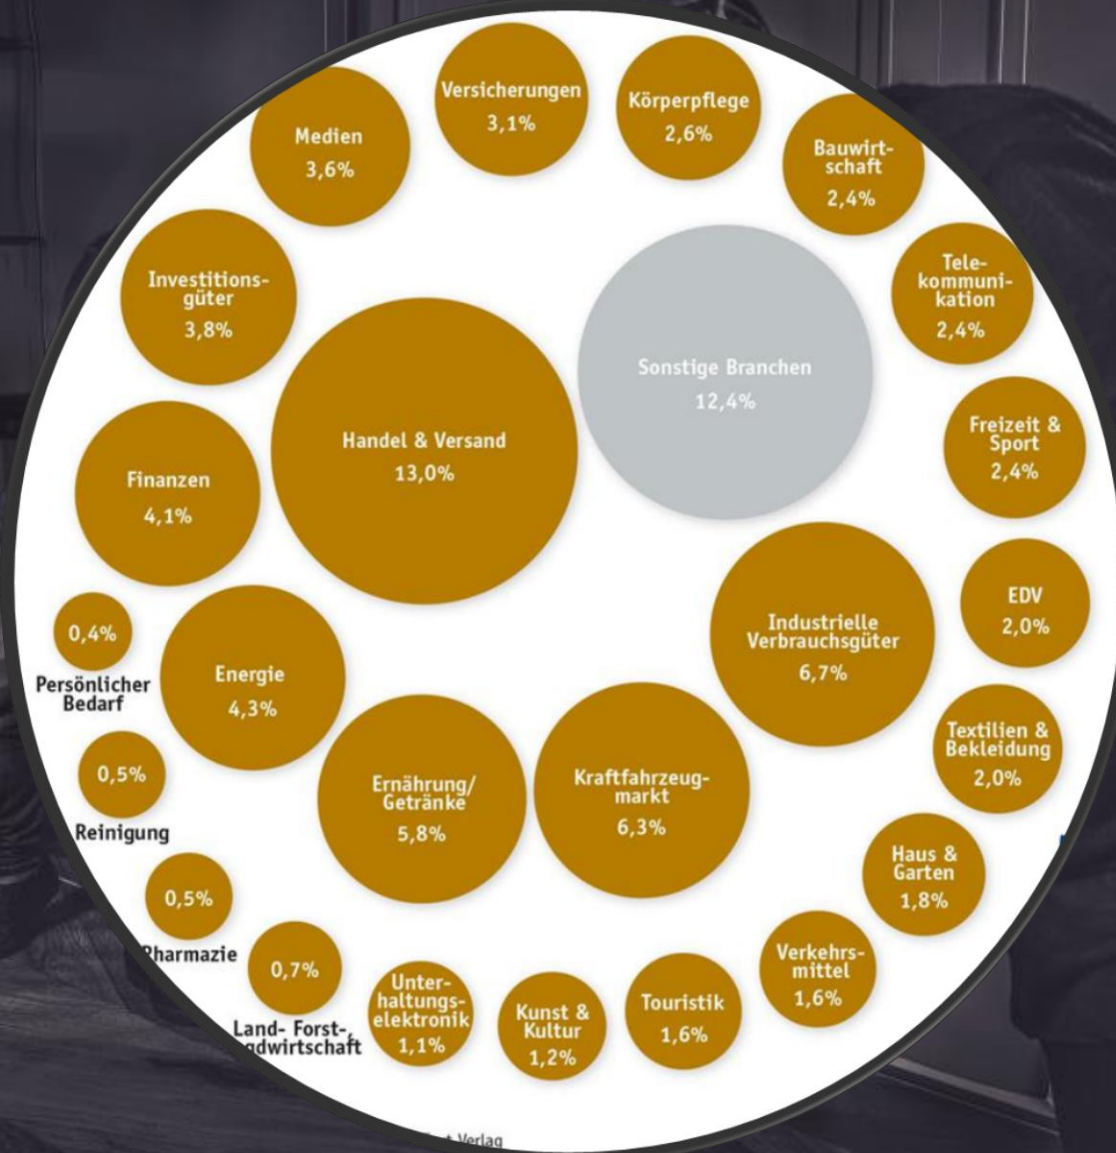 Versicherungen
3,1%
Körperpflege
2,6%
Medien
3,6%
Bauwirt-
schaft
2,4%
Tele-
kommuni-
kation
2,4%
Investitions-
güter
3,8%
Sonstige Branchen
12,4%
Handel & Versand
13,0%
Freizeit &
Sport
2,4%
Finanzen
4,1%
EDV
2,0%
Industrielle
Verbrauchsgüter
6,7%
0,4%
Persönlicher
Bedarf
Energie
4,3%
Textilien &
Bekleidung
2,0%
0,5%
Reinigung
Ernährung/
Getränke
5,8%
Kraftfahrzeug-
markt
6,3%
Haus &
Garten
1,8%
0,5%
Pharmazie
0,7%
Land- Forst-,
gdwirtschaft
Unter-
haltungs-
elektronik
1,1%
Kunst &
Kultur
1,2%
Touristik
1,6%
Verkehrs-
mittel
1,6%
Verlag